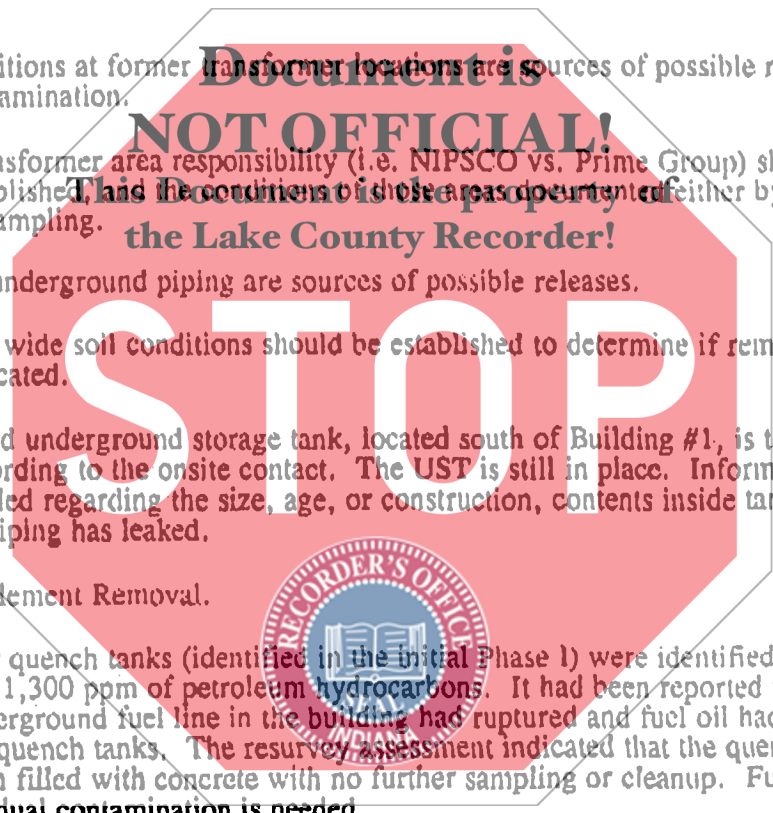 itions at former transformer locations are sources of possible r
amination.
Document is
NOT OFFICIAL!
nsformer area responsibility (i.e. NIPSCO vs. Prime Group) s
plished, and the conditions of those areas documented either by
ampling.
This Document is the property of
the Lake County Recorder!
underground piping are sources of possible releases.
wide soil conditions should be established to determine if rem
cated.
STOP
d underground storage tank, located south of Building #1, is t
ording to the onsite contact. The UST is still in place. Inform
led regarding the size, age, or construction, contents inside tan
iping has leaked.
lement Removal.
quench tanks (identified in the initial Phase I) were identified
1,300 ppm of petroleum hydrocarbons. It had been reported
erground fuel line in the building had ruptured and fuel oil had
quench tanks. The resurvey assessment indicated that the quen
n filled with concrete with no further sampling or cleanup. Fu
dual contamination is needed
RECORDER'S OFFICE
SEAL
INDIANA